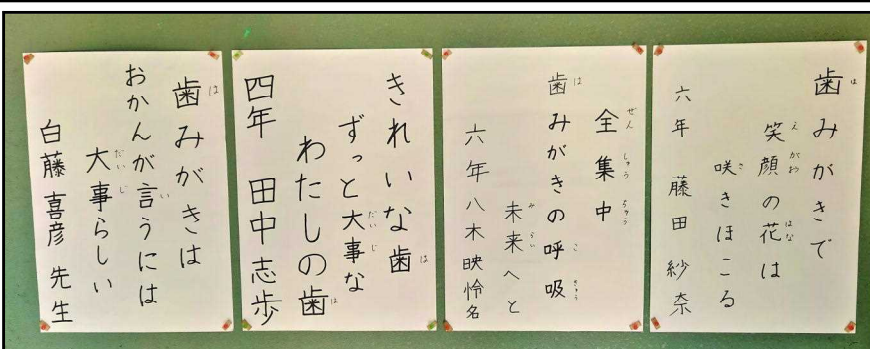 歯みがきで
笑顔の花は
咲きほこる
六年 藤田紗奈
全集中
歯みがきの呼吸
未来へと
六年 八木映怜名
きれいな歯
ずっと大事な
わたしの歯
四年 田中志歩
歯みがきは
おかんが言うには
大事らしい
白藤喜彦 先生